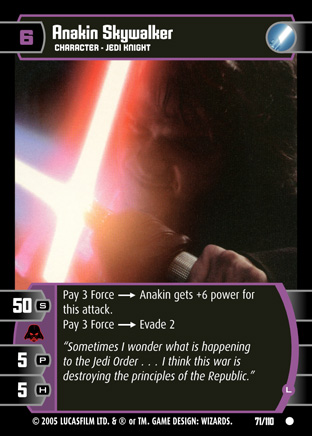 6
Anakin Skywalker
CHARACTER - JEDI KNIGHT
50 S
Pay 3 Force → Anakin gets +6 power for
this attack.
Pay 3 Force → Evade 2
5 P
“Sometimes I wonder what is happening
to the Jedi Order . . . I think this war is
destroying the principles of the Republic.”
5 H
L
© 2005 LUCASFILM LTD. & ® or TM. GAME DESIGN: WIZARDS. 71/110